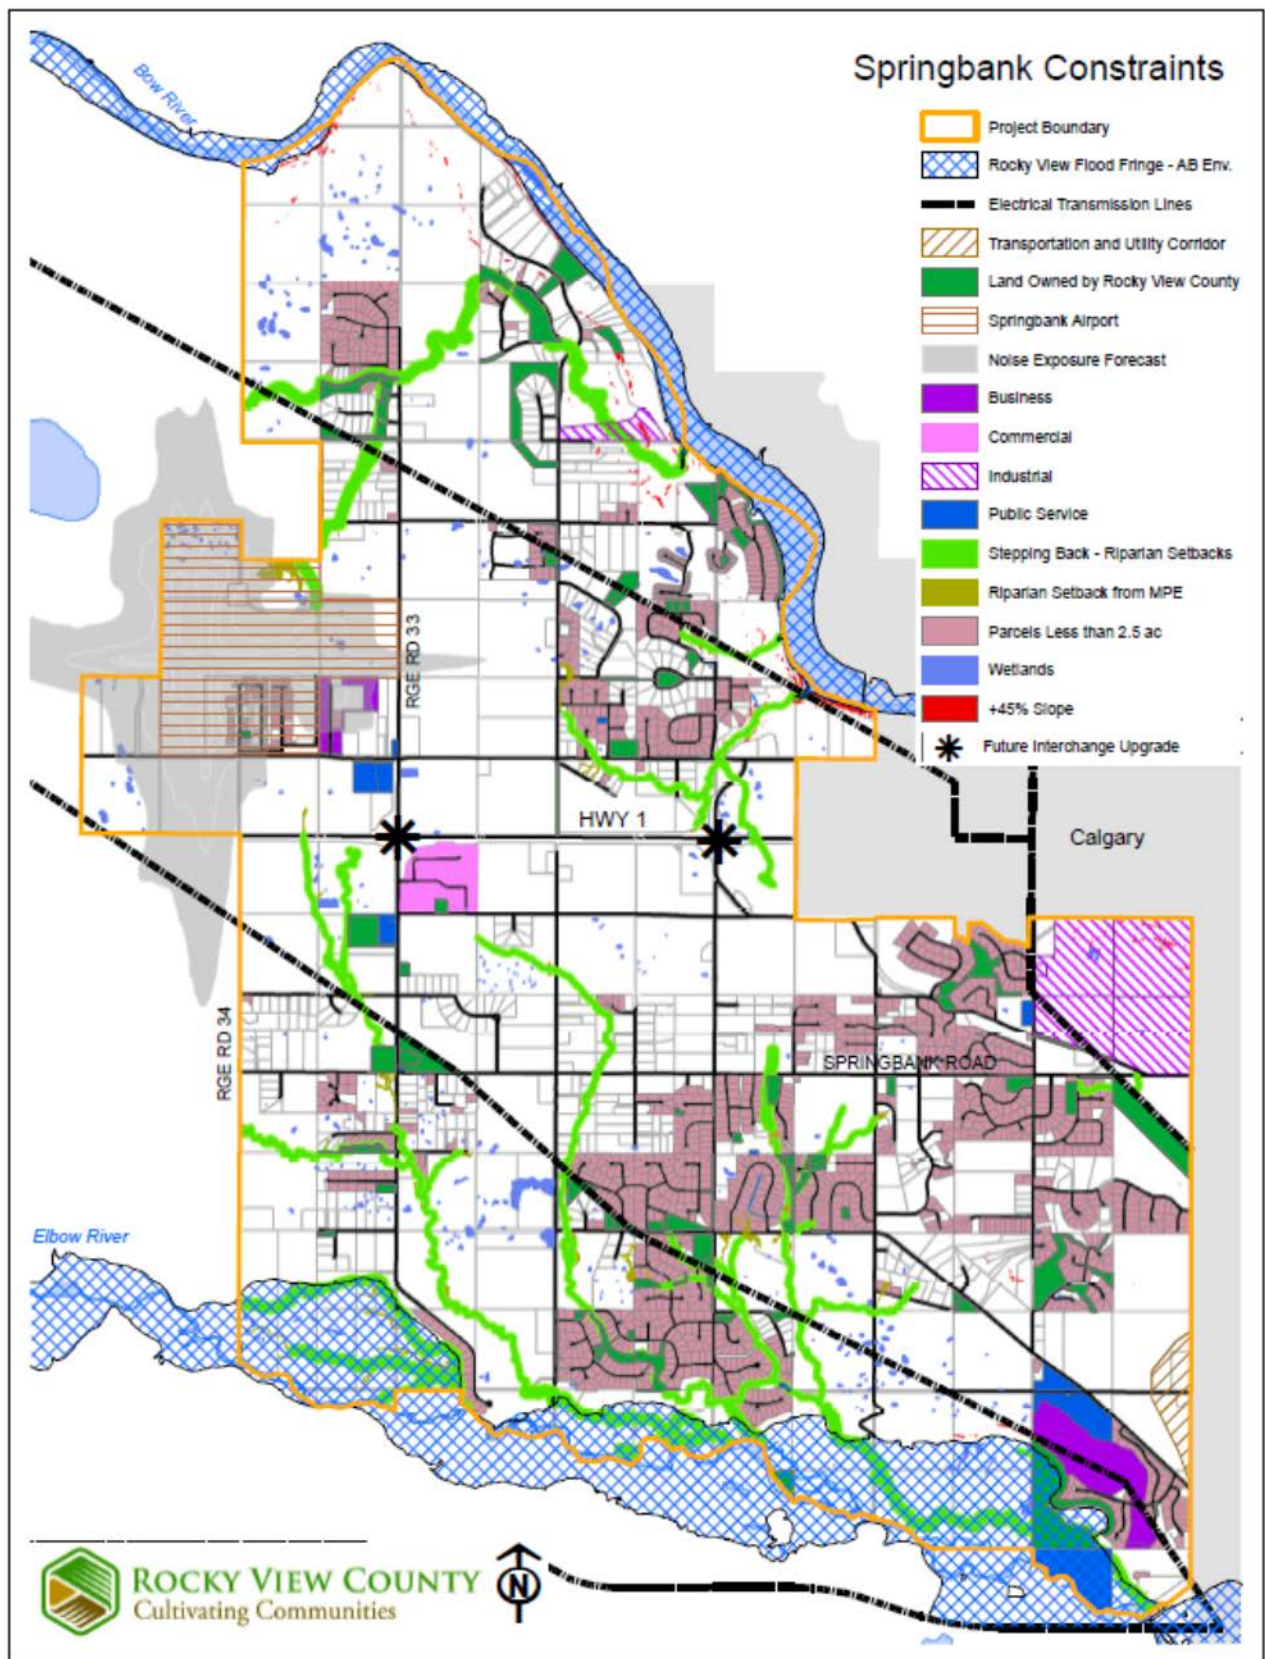 Springbank Constraints
Bow River
Project Boundary
Rocky View Flood Fringe - AB Env.
Electrical Transmission Lines
Transportation and Utility Corridor
Land Owned by Rocky View County
Springbank Airport
Noise Exposure Forecast
Business
Commercial
Industrial
Public Service
Stepping Back - Riparian Setbacks
Riparian Setback from MPE
Parcels Less than 2.5 ac
Wetlands
+45% Slope
Future Interchange Upgrade
RGE RD 33
HWY 1
Calgary
RGE RD 34
SPRINGBANK ROAD
Elbow River
ROCKY VIEW COUNTY
Cultivating Communities
N